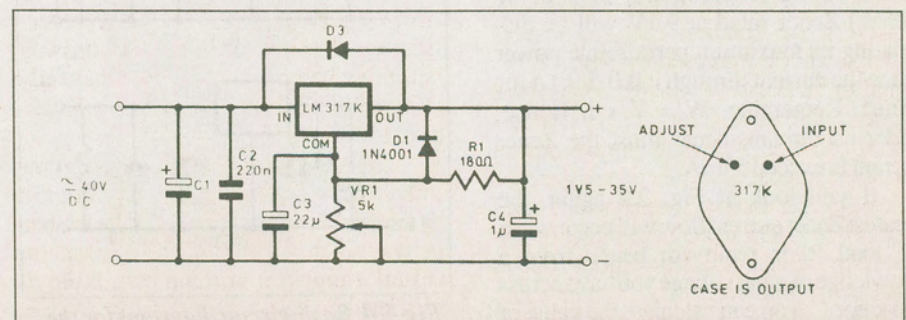 D3
LM317K
IN
OUT
COM
D1
1N4001
R1
180Ω
+
ADJUST
INPUT
40V
DC
+
C1
C2
220n
C3
22μ
VR1
5k
+
C4
1μ
1V5-35V
317K
−
CASE IS OUTPUT